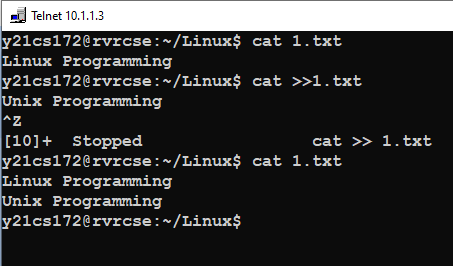 Telnet 10.1.1.3
y21cs172@rvrcse:~/Linux$ cat 1.txt
Linux Programming
y21cs172@rvrcse:~/Linux$ cat >>1.txt
Unix Programming
^Z
[10]+  Stopped                 cat >> 1.txt
y21cs172@rvrcse:~/Linux$ cat 1.txt
Linux Programming
Unix Programming
y21cs172@rvrcse:~/Linux$